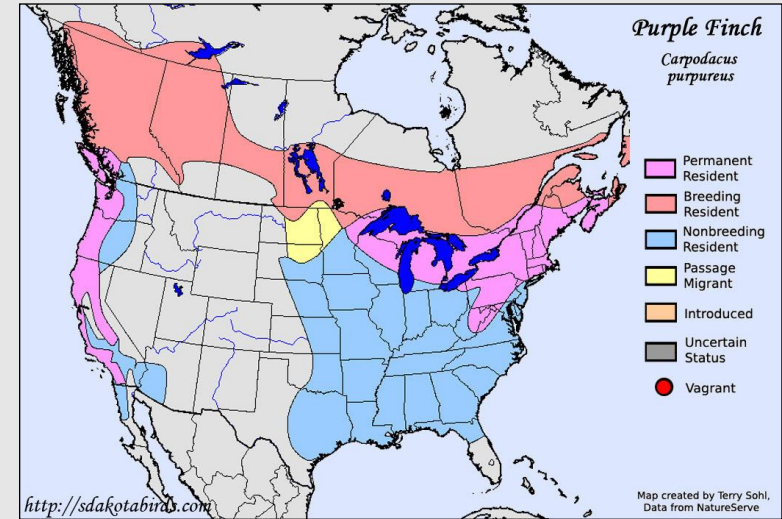 Purple Finch
Carpodacus
purpureus
Permanent
Resident
Breeding
Resident
Nonbreeding
Resident
Passage
Migrant
Introduced
Uncertain
Status
Vagrant
http://sdakotabirds.com
Map created by Terry Sohl,
Data from NatureServe